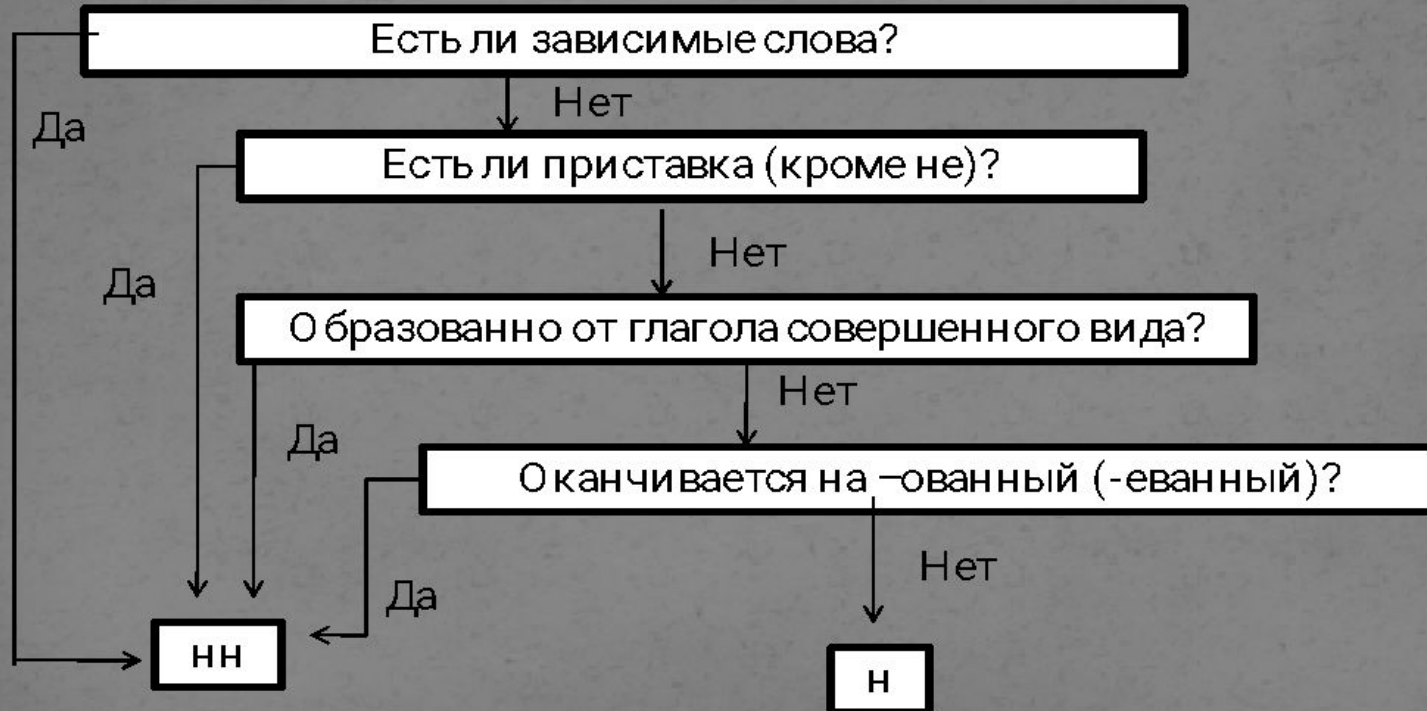 Есть ли зависимые слова?
Да
Нет
Есть ли приставка (кроме не)?
Да
Нет
Образованно от глагола совершенного вида?
Да
Нет
Оканчивается на –ованный (-еванный)?
Да
Нет
нн
н